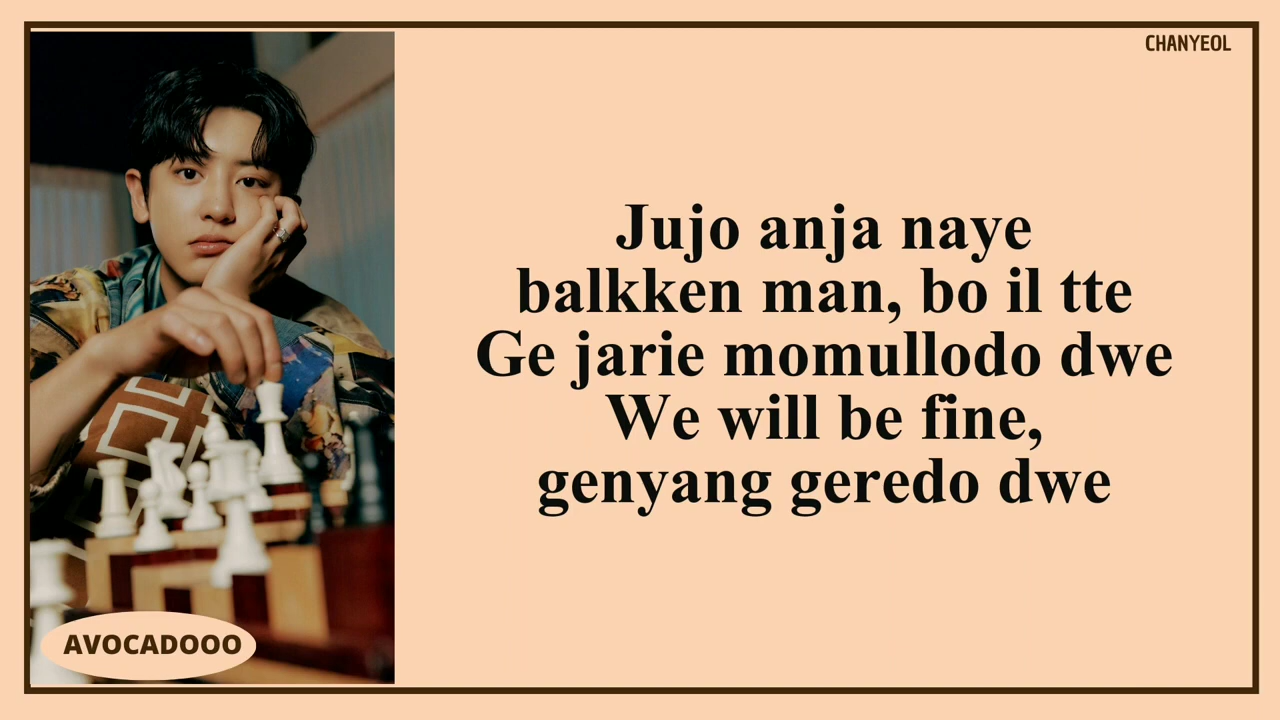 CHANYEOL
Jujo anja naye
balkken man, bo il tte
Ge jarie momullodo dwe
We will be fine,
genyang geredo dwe
AVOCADOOO